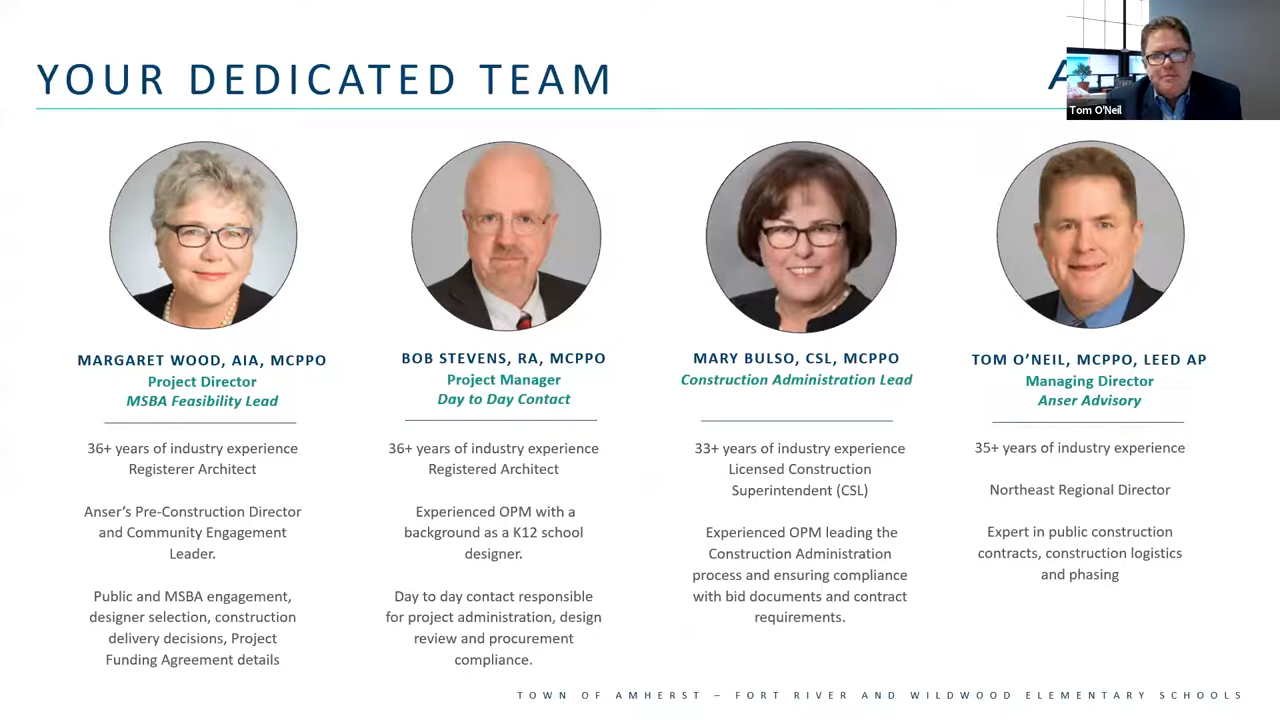 YOUR DEDICATED TEAM
A
Tom O'Neil
MARGARET WOOD, AIA, MCPPO
Project Director
MSBA Feasibility Lead
36+ years of industry experience
Registerer Architect
Anser's Pre-Construction Director
and Community Engagement
Leader.
Public and MSBA engagement,
designer selection, construction
delivery decisions, Project
Funding Agreement details
BOB STEVENS, RA, MCPPO
Project Manager
Day to Day Contact
36+ years of industry experience
Registered Architect
Experienced OPM with a
background as a K12 school
designer.
Day to day contact responsible
for project administration, design
review and procurement
compliance.
MARY BULSO, CSL, MCPPO
Construction Administration Lead
33+ years of industry experience
Licensed Construction
Superintendent (CSL)
Experienced OPM leading the
Construction Administration
process and ensuring compliance
with bid documents and contract
requirements.
TOM O'NEIL, MCPPO, LEED AP
Managing Director
Anser Advisory
35+ years of industry experience
Northeast Regional Director
Expert in public construction
contracts, construction logistics
and phasing
TOWN OF AMHERST – FORT RIVER AND WILDWOOD ELEMENTARY SCHOOLS